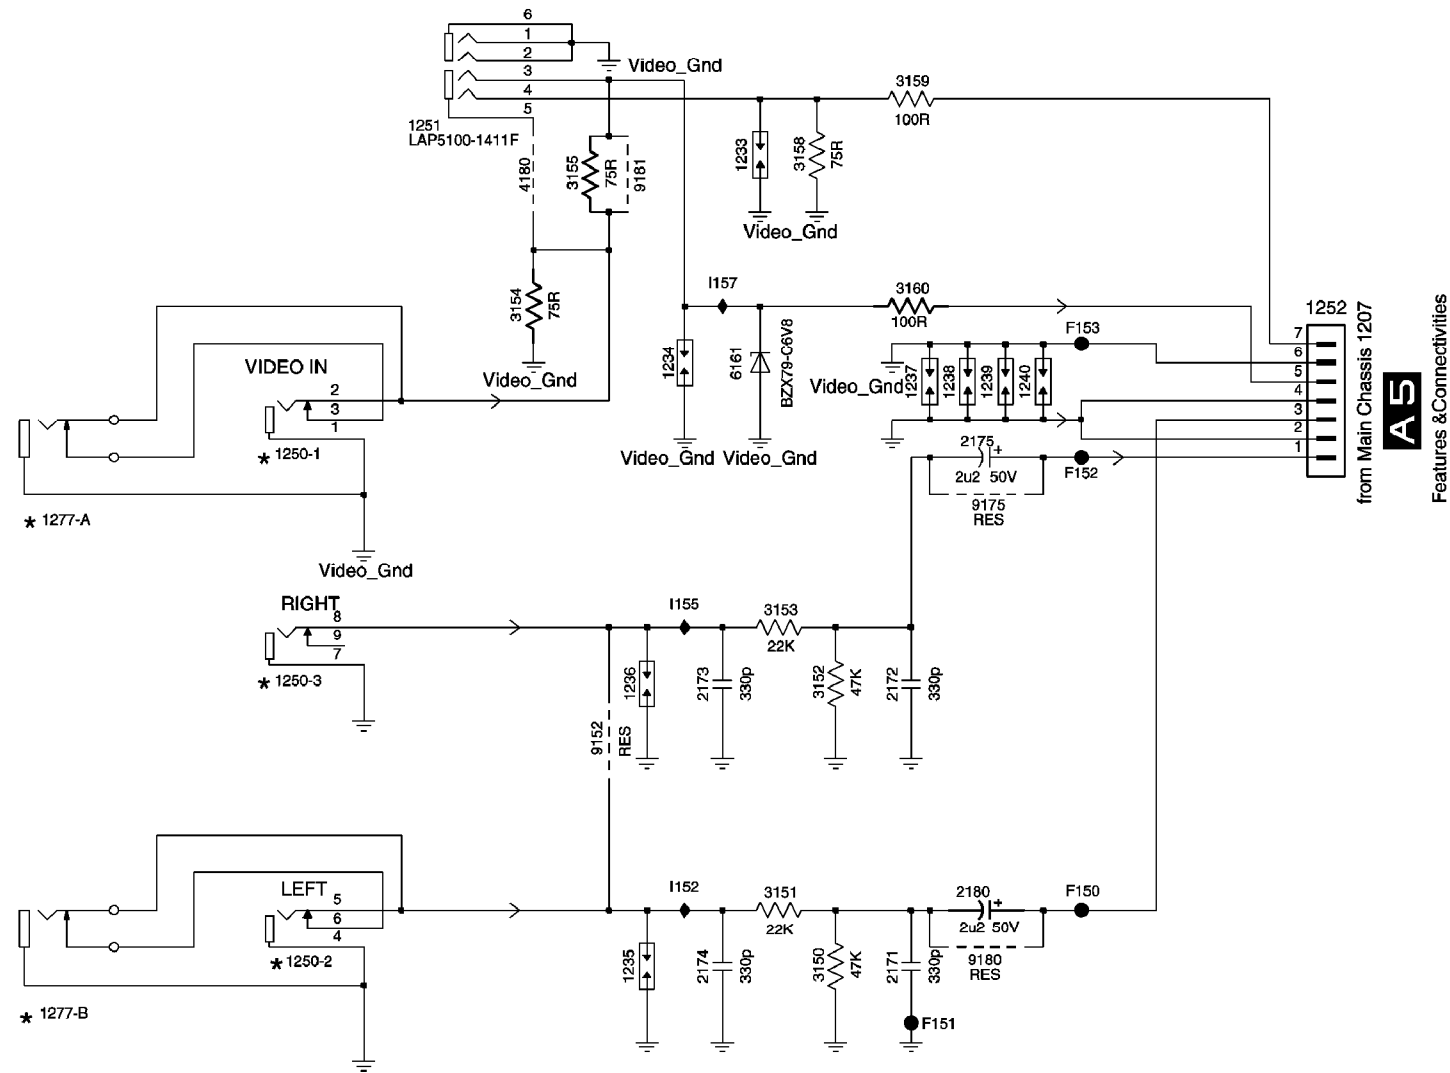 6
1
2
Video_Gnd
3
4
5
1251
LAP5100-1411F
3159
100R
4180
3155
75R
9181
1233
3158
75R
Video_Gnd
I157
3160
100R
3154
75R
Video_Gnd
1234
6161
BZX79-C6V8
Video_Gnd
Video_Gnd
F153
Video_Gnd
1237
1238
1239
1240
1252
7
6
5
4
3
2
1
from Main Chassis 1207
A5
Features &Connectivities
VIDEO IN
2
3
1
* 1250-1
* 1277-A
Video_Gnd
2175
+
2u2 50V
F152
9175
RES
RIGHT
8
9
7
* 1250-3
I155
3153
22K
1236
2173
330p
3152
47K
2172
330p
9152
RES
LEFT
5
6
4
* 1250-2
* 1277-B
I152
3151
22K
2180
+
2u2 50V
F150
1235
2174
330p
3150
47K
2171
330p
9180
RES
F151